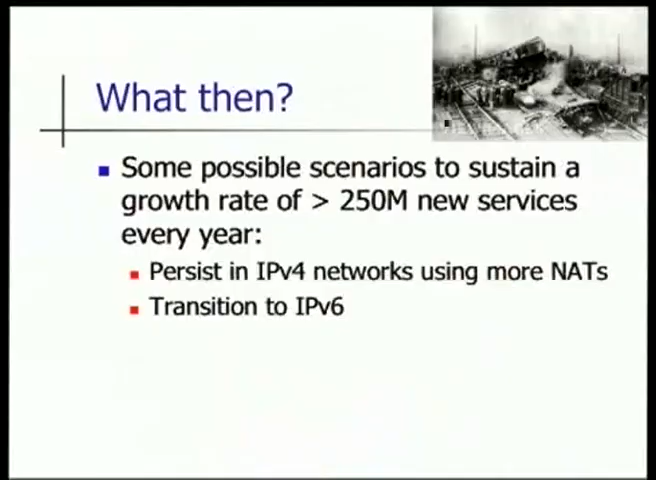 What then?
Some possible scenarios to sustain a
growth rate of > 250M new services
every year:
Persist in IPv4 networks using more NATs
Transition to IPv6